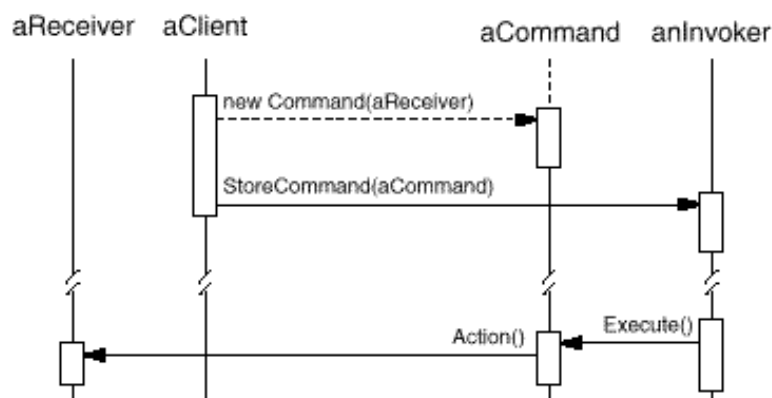 aReceiver aClient aCommand anInvoker
new Command(aReceiver)
StoreCommand(aCommand)
Action() Execute()